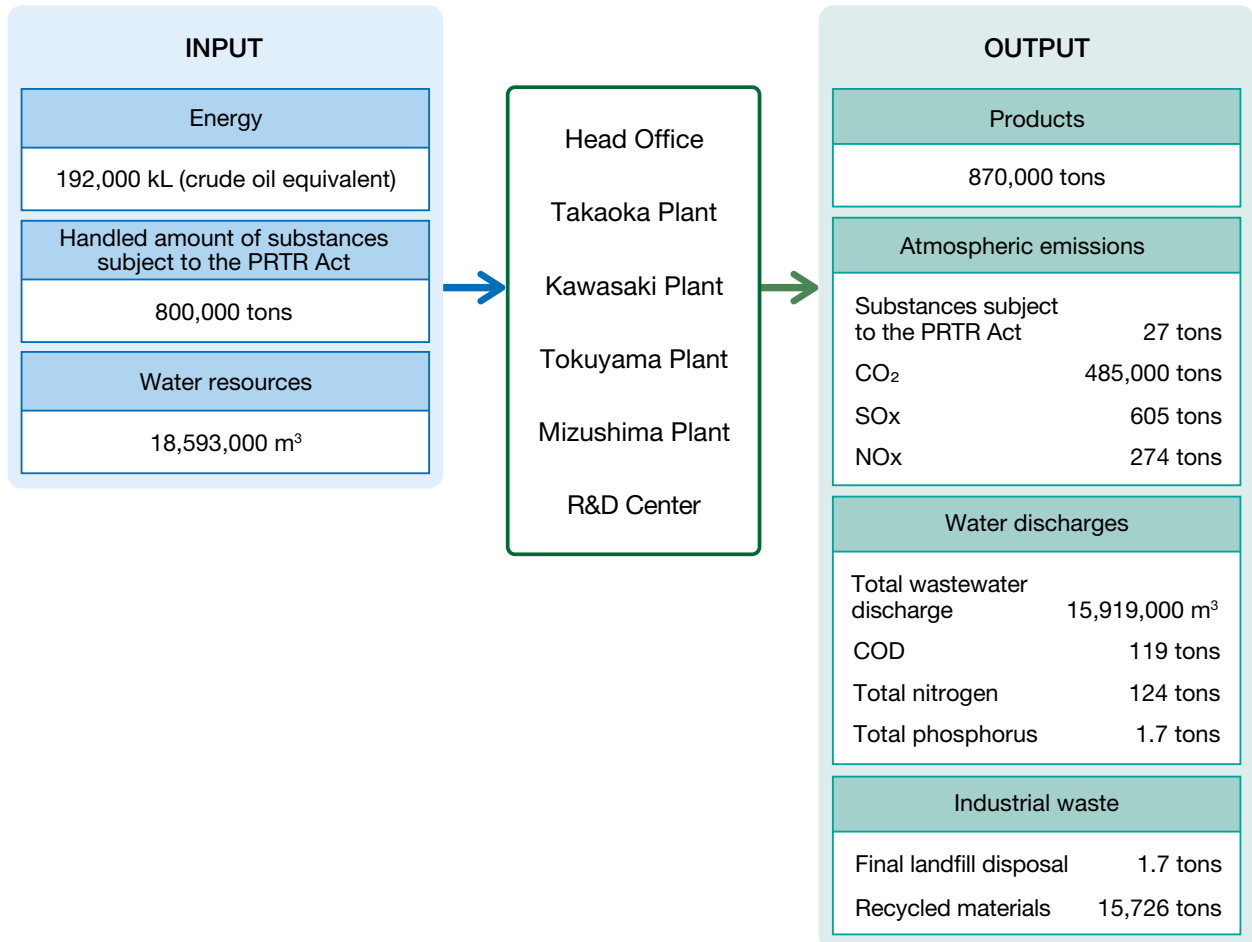 INPUT
Energy
192,000 kL (crude oil equivalent)
Handled amount of substances
subject to the PRTR Act
800,000 tons
Water resources
18,593,000 m³
Head Office
Takaoka Plant
Kawasaki Plant
Tokuyama Plant
Mizushima Plant
R&D Center
OUTPUT
Products
870,000 tons
Atmospheric emissions
Substances subject
to the PRTR Act 27 tons
CO₂ 485,000 tons
SOx 605 tons
NOx 274 tons
Water discharges
Total wastewater
discharge 15,919,000 m³
COD 119 tons
Total nitrogen 124 tons
Total phosphorus 1.7 tons
Industrial waste
Final landfill disposal 1.7 tons
Recycled materials 15,726 tons